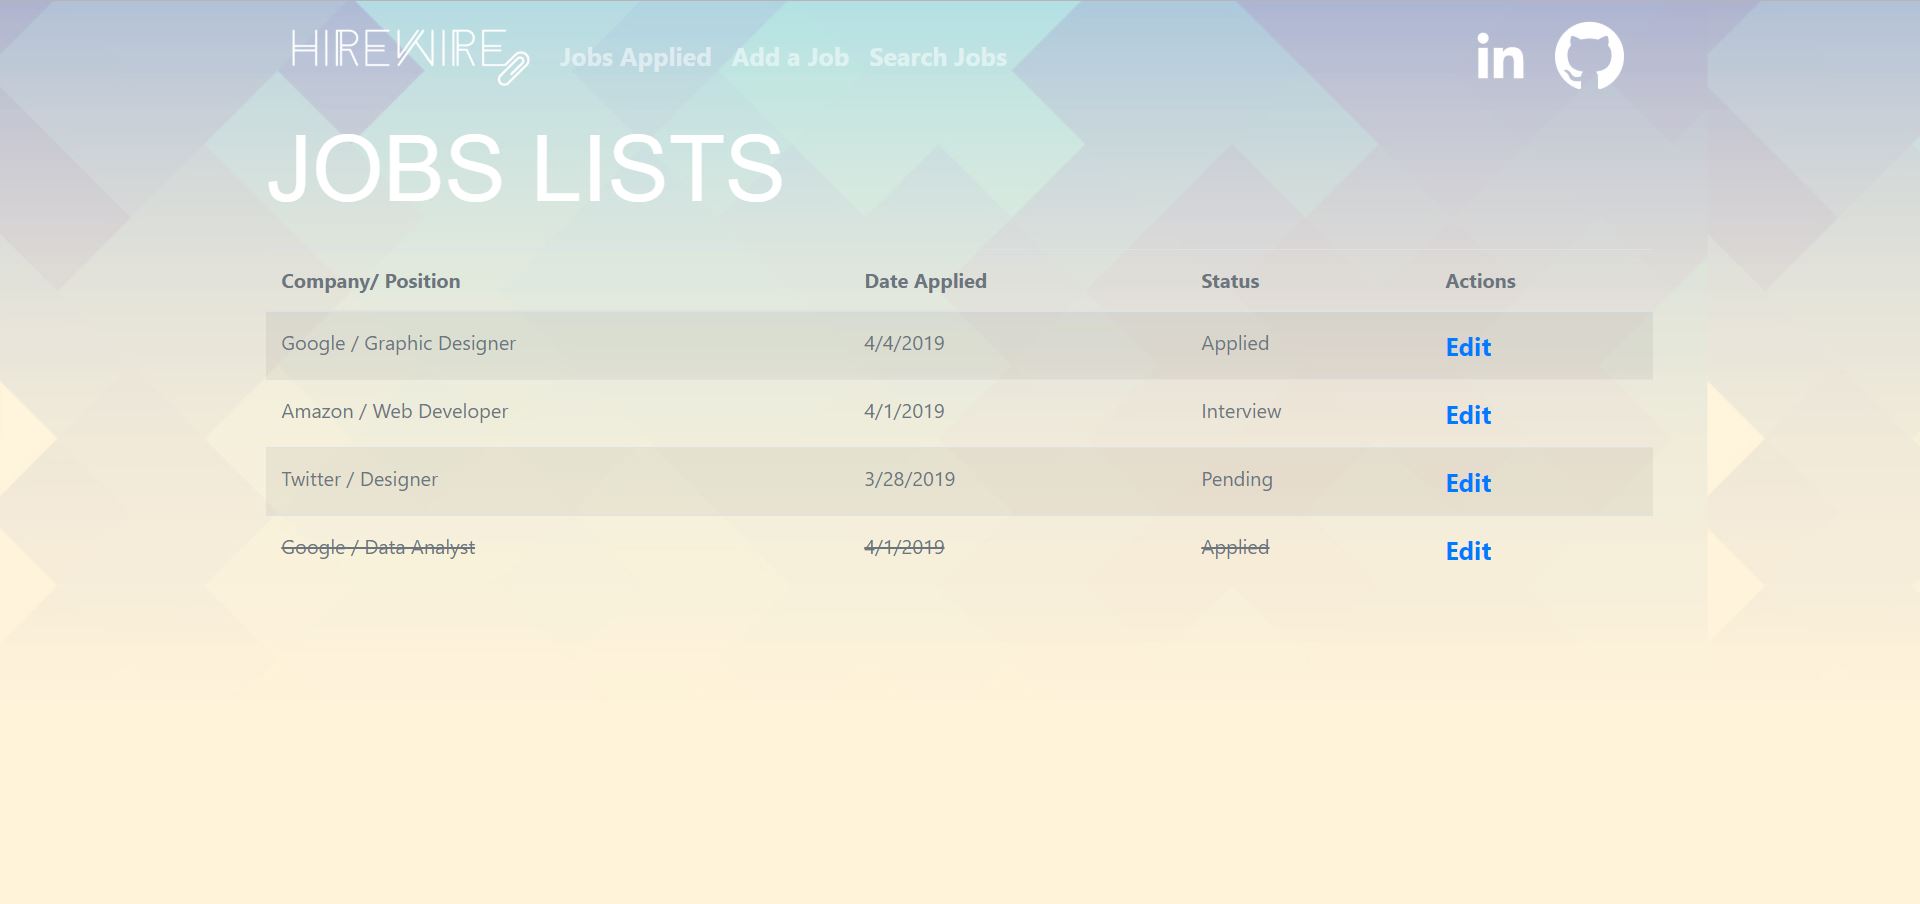 HIREWIRE Jobs Applied Add a Job Search Jobs in
JOBS LISTS
Company/ Position Date Applied Status Actions
Google / Graphic Designer 4/4/2019 Applied Edit
Amazon / Web Developer 4/1/2019 Interview Edit
Twitter / Designer 3/28/2019 Pending Edit
Google / Data Analyst 4/1/2019 Applied Edit